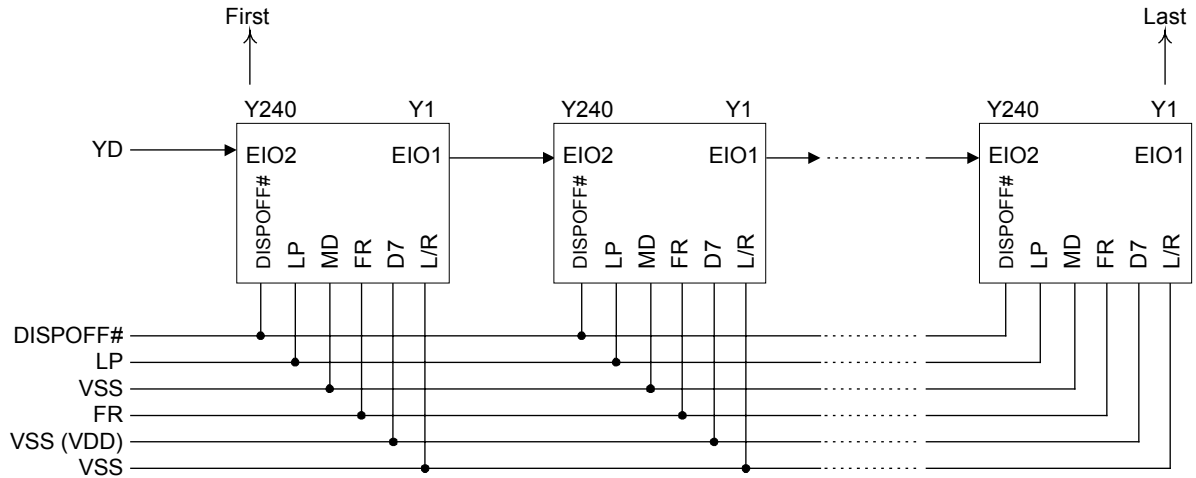 First Last
Y240 Y1 Y240 Y1 Y240 Y1
YD EIO2 EIO1 EIO2 EIO1 EIO2 EIO1
DISPOFF# LP MD FR D7 L/R DISPOFF# LP MD FR D7 L/R DISPOFF# LP MD FR D7 L/R
DISPOFF#
LP
VSS
FR
VSS (VDD)
VSS